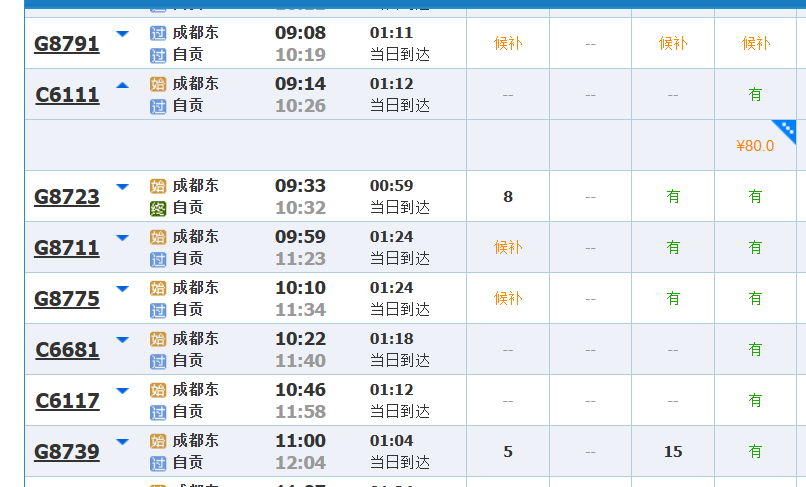 G8791 过 成都东 09:08 01:11 候补 -- 候补 候补
过 自贡 10:19 当日到达
C6111 始 成都东 09:14 01:12 -- -- -- 有
过 自贡 10:26 当日到达
¥80.0
G8723 始 成都东 09:33 00:59 8 -- 有 有
终 自贡 10:32 当日到达
G8711 始 成都东 09:59 01:24 候补 -- 有 有
过 自贡 11:23 当日到达
G8775 始 成都东 10:10 01:24 候补 -- 有 有
过 自贡 11:34 当日到达
C6681 始 成都东 10:22 01:18 -- -- -- 有
过 自贡 11:40 当日到达
C6117 始 成都东 10:46 01:12 -- -- -- 有
过 自贡 11:58 当日到达
G8739 始 成都东 11:00 01:04 5 -- 15 有
过 自贡 12:04 当日到达